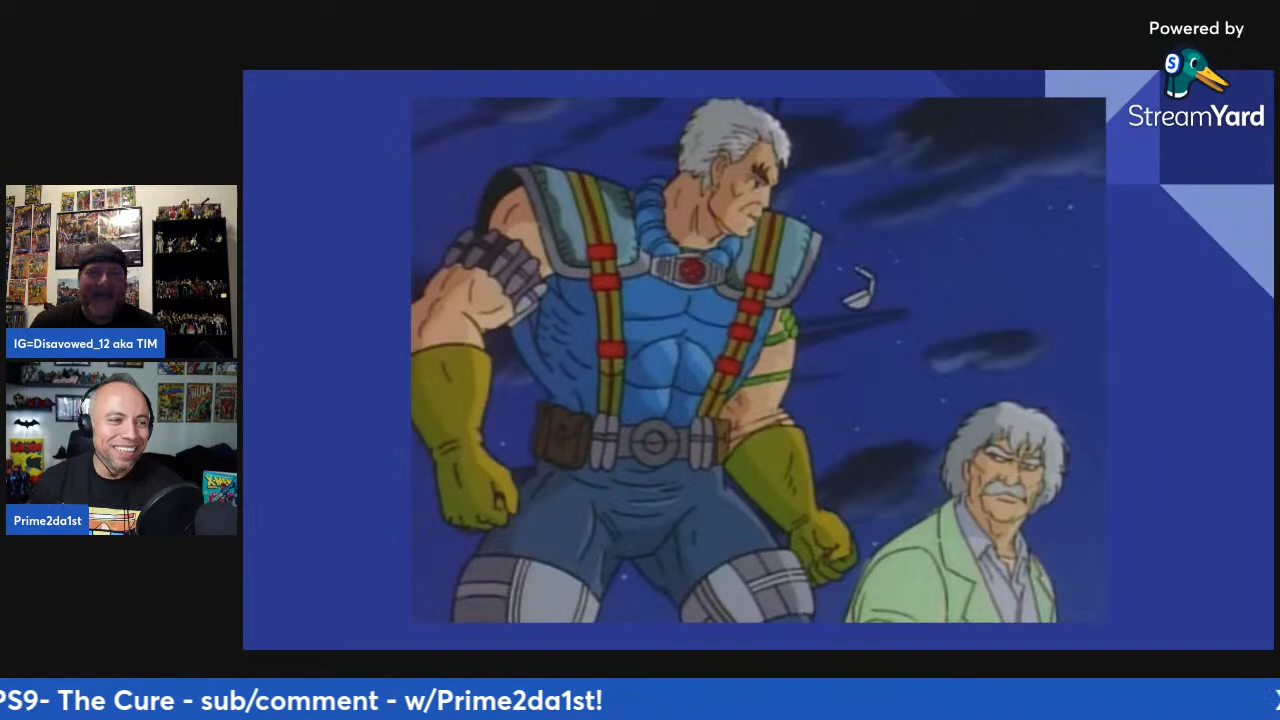 Powered by
StreamYard
IG=Disavowed_12 aka TIM
Prime2da1st
PS9- The Cure - sub/comment - w/Prime2da1st!